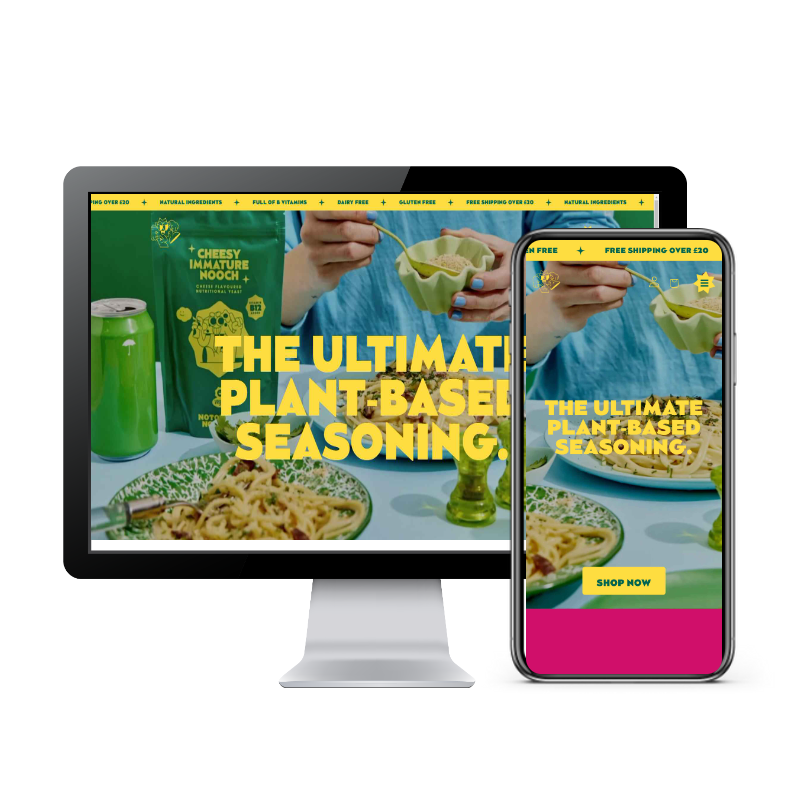 PING OVER £20 NATURAL INGREDIENTS FULL OF B VITAMINS DAIRY FREE GLUTEN FREE FREE SHIPPING OVER £20 NATURAL INGREDIENTS
CHEESY
IMMATURE
NOOCH
CHEESE FLAVOURED
NUTRITIONAL YEAST
B12
THE ULTIMATE
PLANT-BASED
SEASONING.
EN FREE FREE SHIPPING OVER £20
THE ULTIMATE
PLANT-BASED
SEASONING.
SHOP NOW